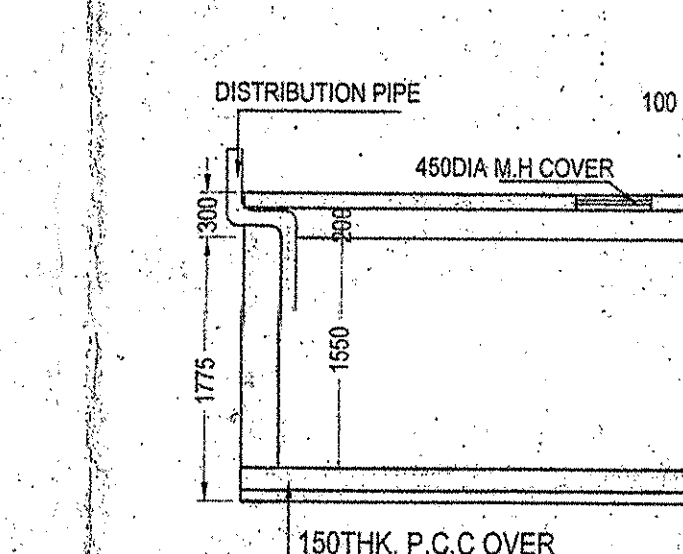 DISTRIBUTION PIPE
100
450DIA M.H COVER
300
200
1550
1775
150THK. P.C.C OVER